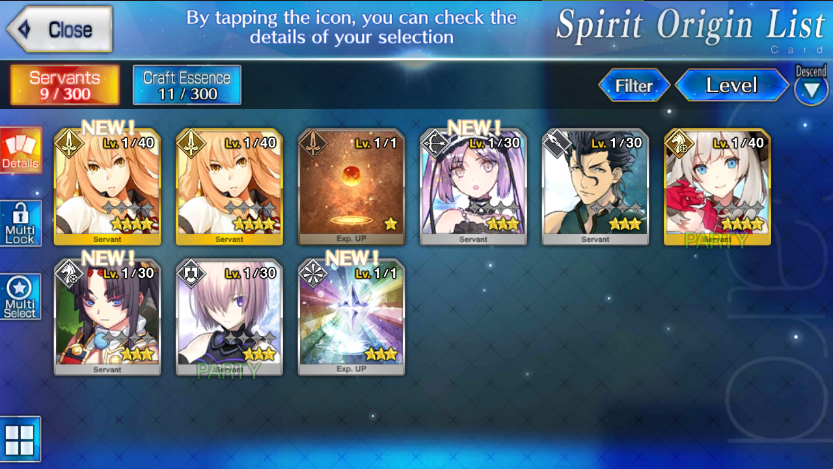 Close
By tapping the icon, you can check the
details of your selection
Spirit Origin List
Card
Servants
9 / 300
Craft Essence
11 / 300
Filter
Level
Descend
Details
Multi
Lock
Multi
Select
NEW!
Lv. 1/40
Servant
Lv. 1/40
Servant
Lv. 1/1
Exp. UP
NEW!
Lv. 1/30
Servant
Lv. 1/30
Servant
Lv. 1/40
Servant
PARTY
NEW!
Lv. 1/30
Servant
Lv. 1/30
Servant
PARTY
NEW!
Lv. 1/1
Exp. UP